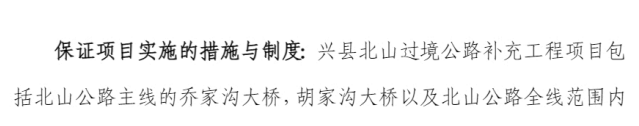 保证项目实施的措施与制度：兴县北山过境公路补充工程项目包
括北山公路主线的乔家沟大桥，胡家沟大桥以及北山公路全线范围内